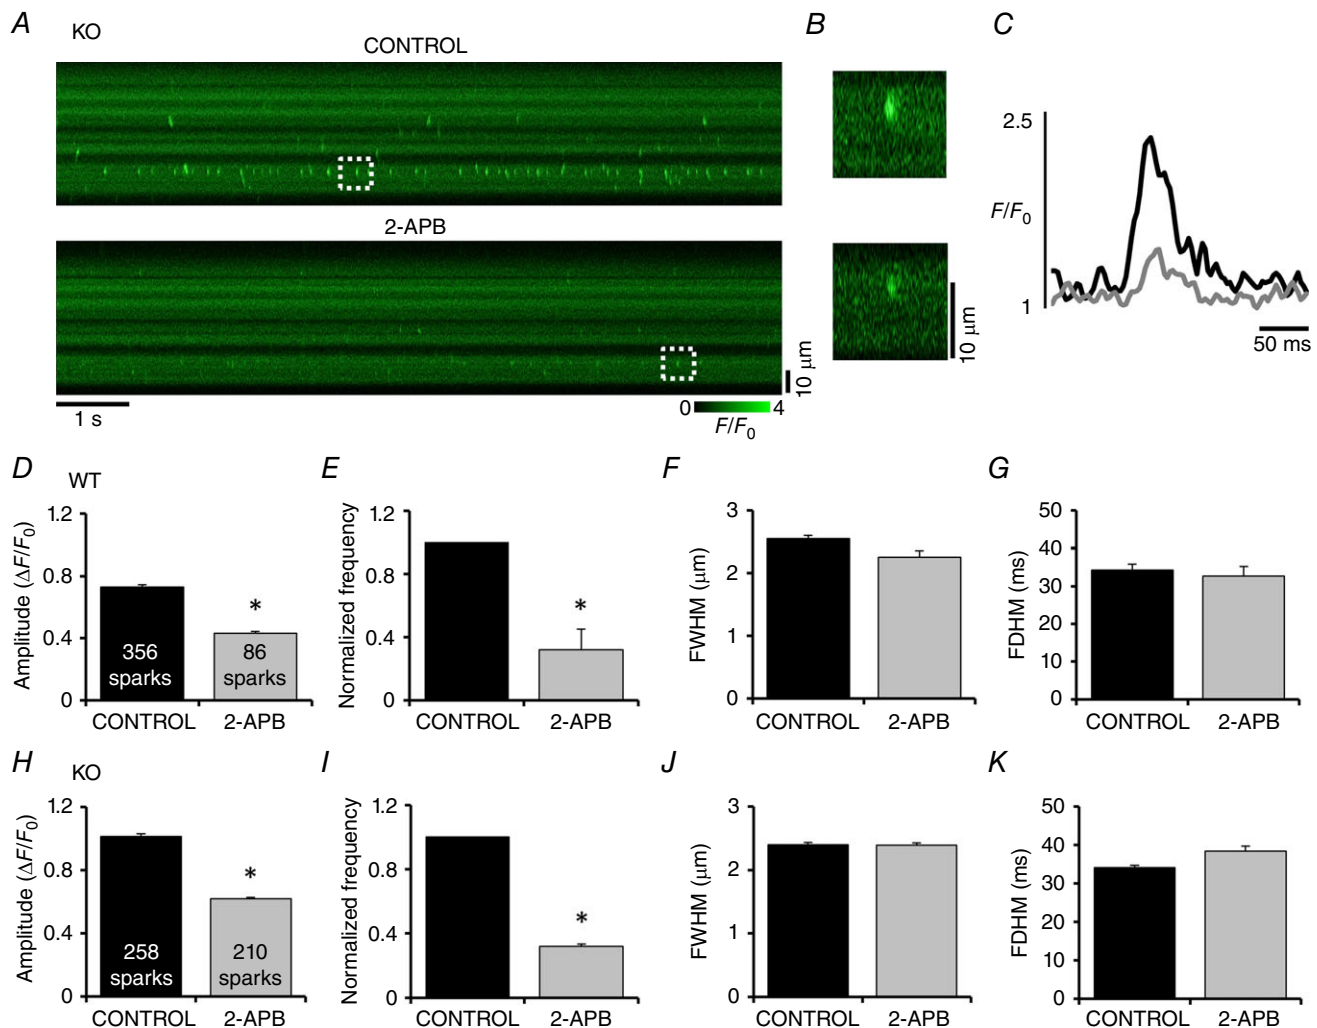 A KO B C
CONTROL
2-APB
1 s
0 4
F/F0
10 μm
10 μm
2.5
F/F0
1
50 ms
D WT E F G
1.2
0.8
0.4
0
Amplitude (ΔF/F0)
356
sparks
*
86
sparks
CONTROL 2-APB
1.2
0.8
0.4
0
Normalized frequency
*
CONTROL 2-APB
3
2
1
0
FWHM (μm)
CONTROL 2-APB
50
40
30
20
10
0
FDHM (ms)
CONTROL 2-APB
H KO I J K
1.2
0.8
0.4
0
Amplitude (ΔF/F0)
258
sparks
*
210
sparks
CONTROL 2-APB
1.2
0.8
0.4
0
Normalized frequency
*
CONTROL 2-APB
3
2
1
0
FWHM (μm)
CONTROL 2-APB
50
40
30
20
10
0
FDHM (ms)
CONTROL 2-APB